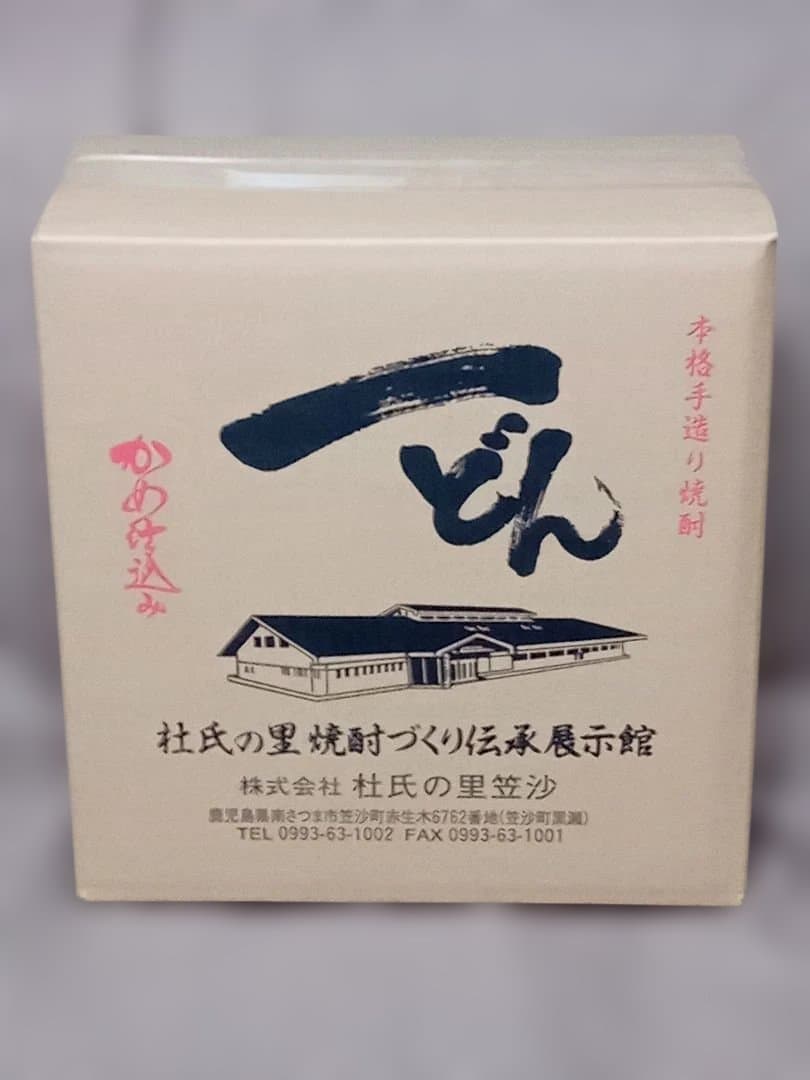 本格手造り焼酎
一どん
かめ仕込み
杜氏の里焼酎づくり伝承展示館
株式会社 杜氏の里笠沙
鹿児島県南さつま市笠沙町赤生木6762番地(笠沙町黒瀬)
TEL 0993-63-1002 FAX 0993-63-1001